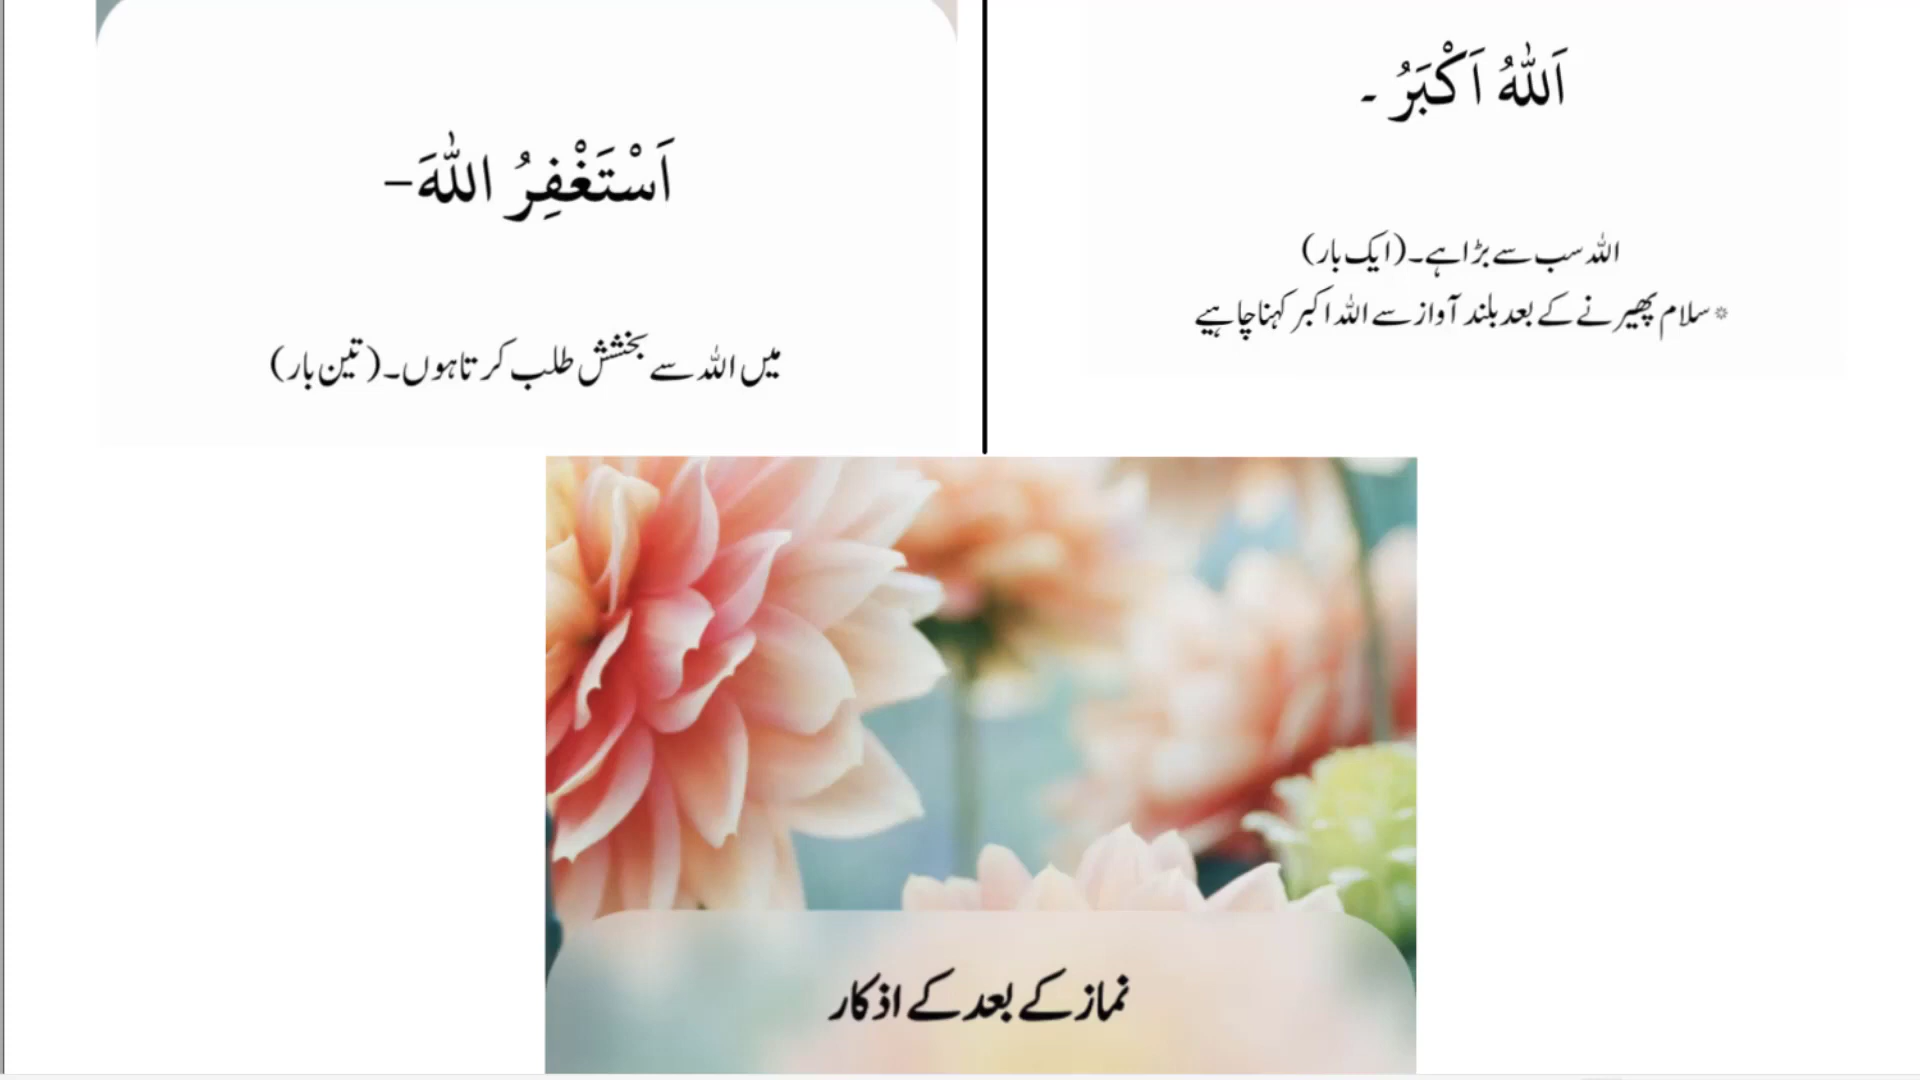 اَللّٰهُ اَكْبَرُ ۔
اللہ سب سے بڑا ہے۔ (ایک بار)
* سلام پھیرنے کے بعد بلند آواز سے اللہ اکبر کہنا چاہیے
اَسْتَغْفِرُ اللّٰهَ–
میں اللہ سے بخشش طلب کرتا ہوں۔ (تین بار)
نماز کے بعد کے اذکار